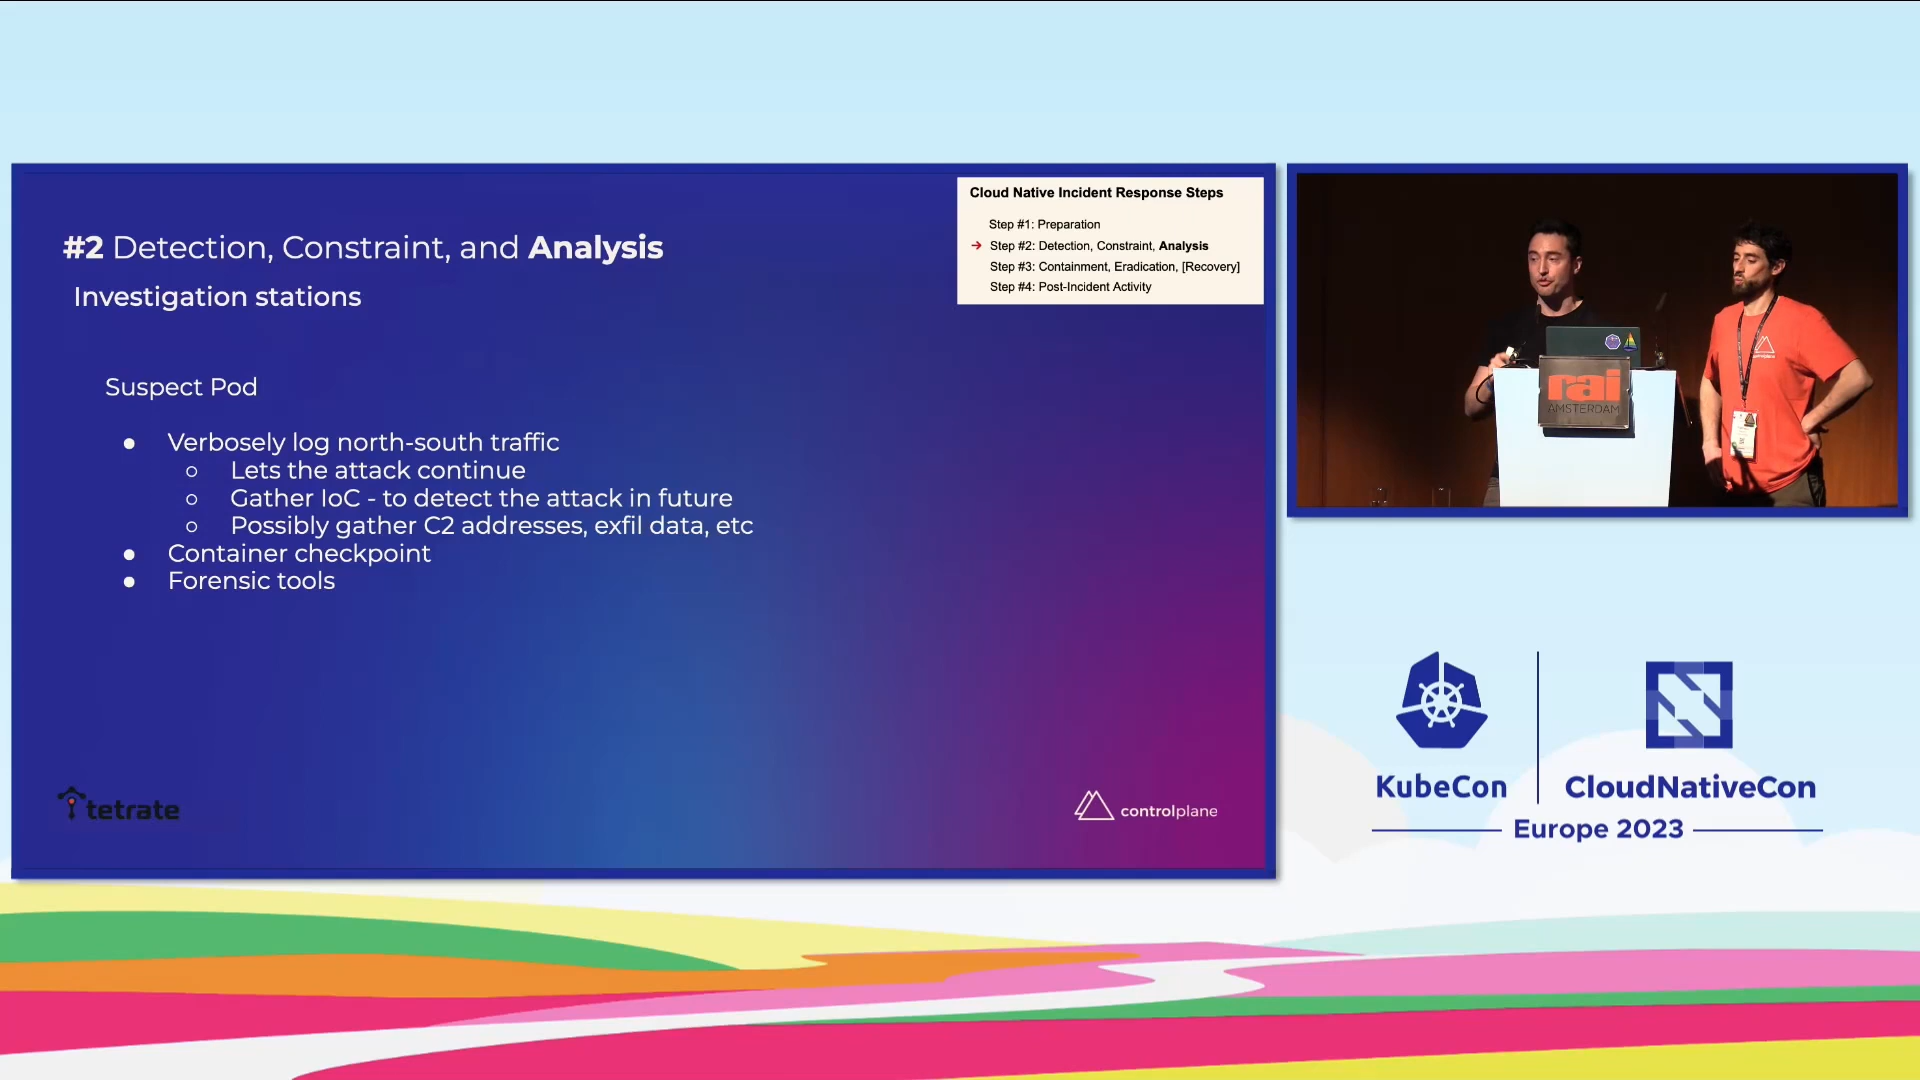 #2 Detection, Constraint, and Analysis
Investigation stations
Cloud Native Incident Response Steps
Step #1: Preparation
→ Step #2: Detection, Constraint, Analysis
Step #3: Containment, Eradication, [Recovery]
Step #4: Post-Incident Activity
Suspect Pod
● Verbosely log north-south traffic
○ Lets the attack continue
○ Gather IoC - to detect the attack in future
○ Possibly gather C2 addresses, exfil data, etc
● Container checkpoint
● Forensic tools
tetrate
controlplane
rai
AMSTERDAM
controlplane
KubeCon
CloudNativeCon
Europe 2023